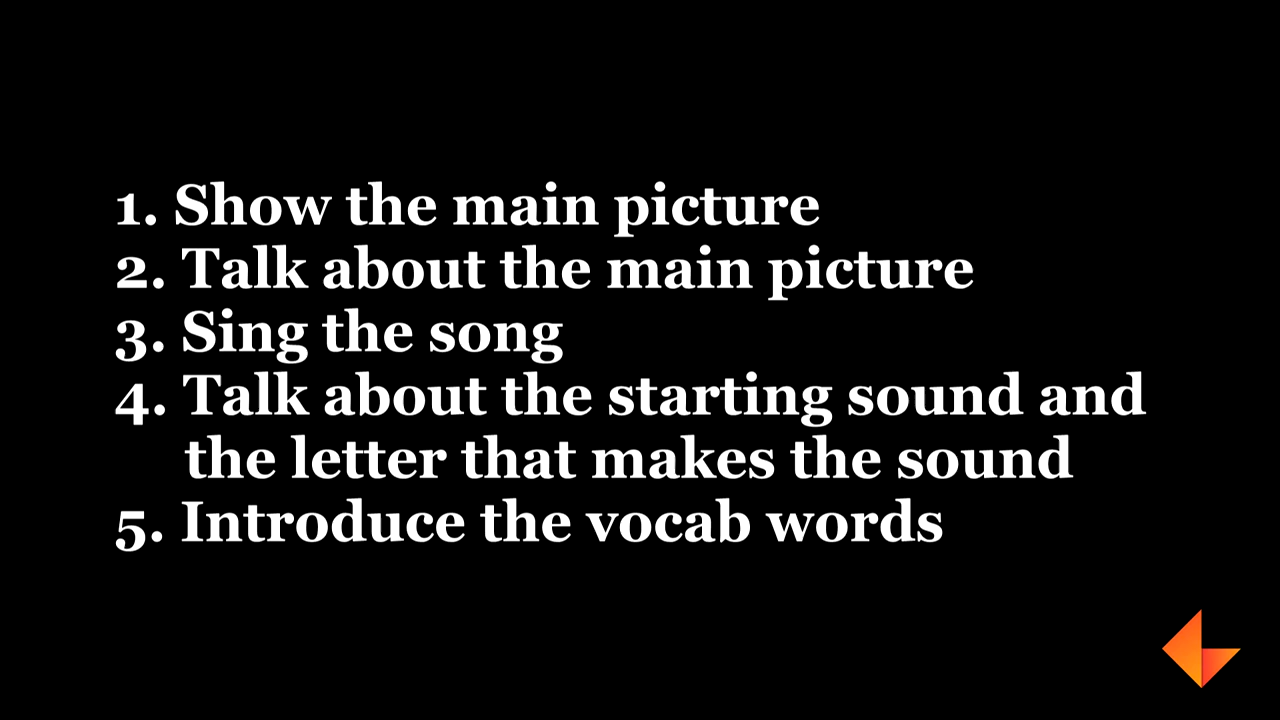 1. Show the main picture
2. Talk about the main picture
3. Sing the song
4. Talk about the starting sound and
the letter that makes the sound
5. Introduce the vocab words